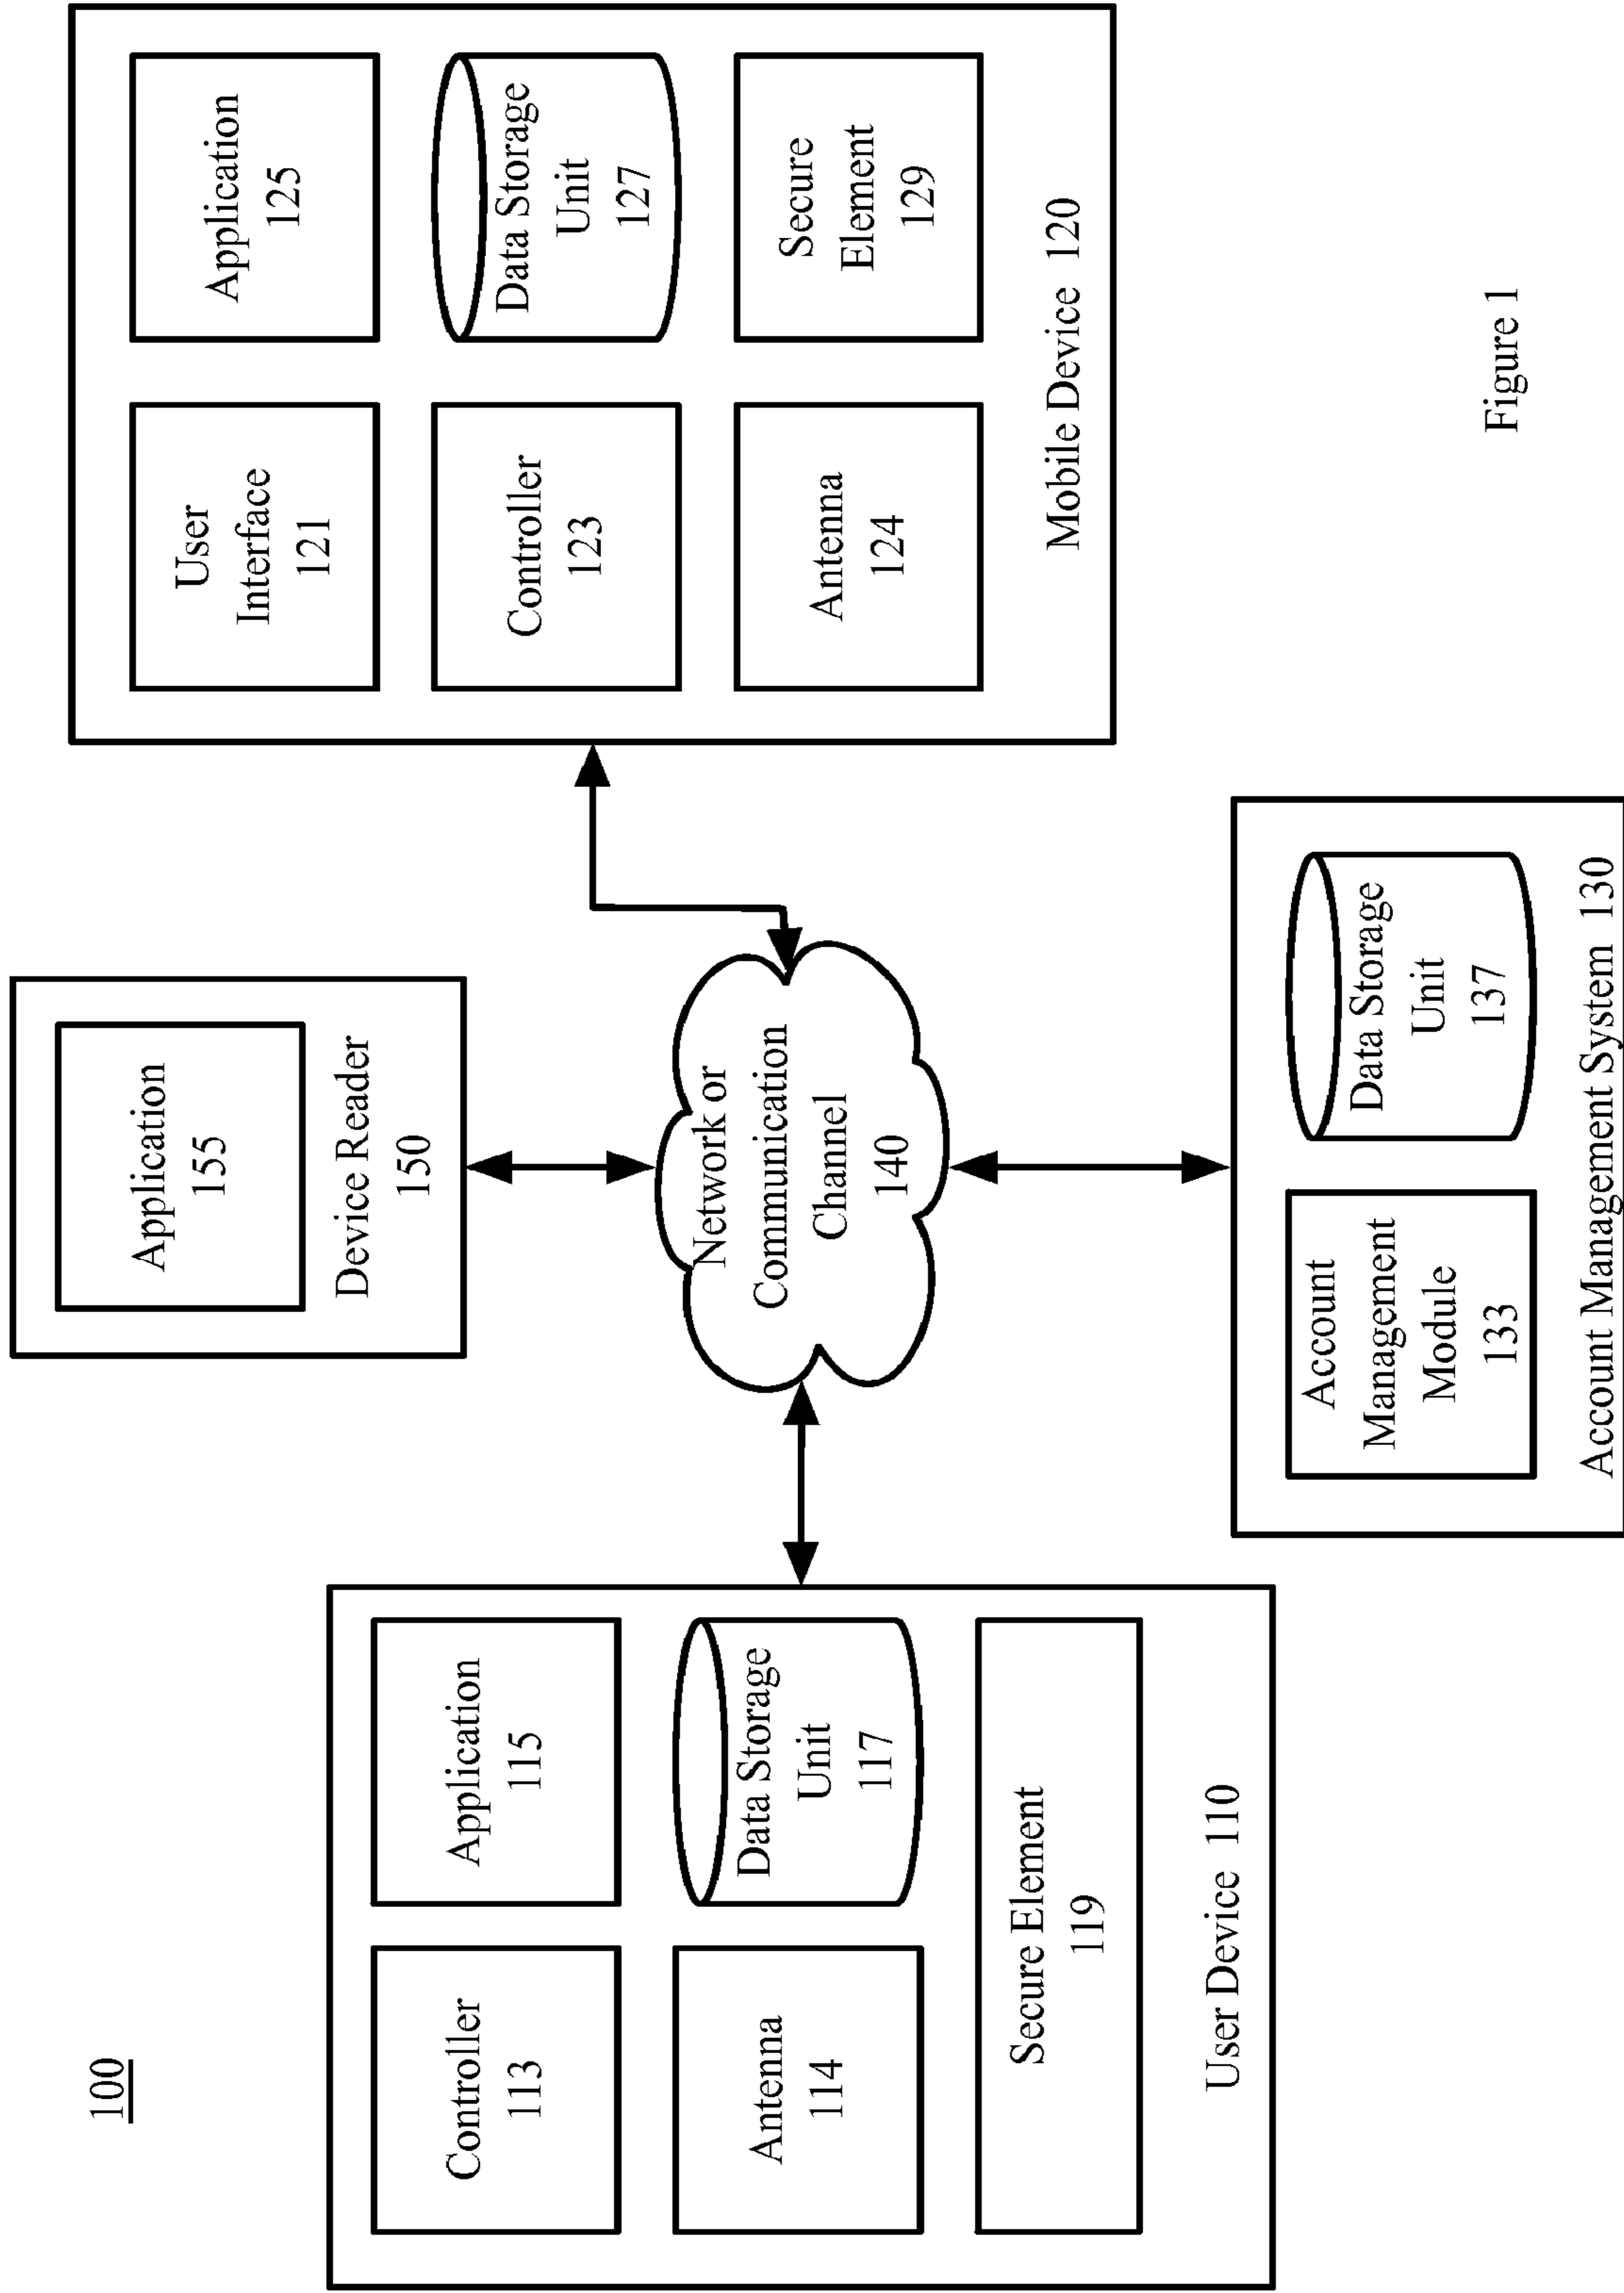 100
Application
155
Device Reader
150
Controller
113
Application
115
Antenna
114
Data Storage
Unit
117
Secure Element
119
User Device 110
Network or
Communication
Channel
140
User
Interface
121
Application
125
Controller
123
Data Storage
Unit
127
Antenna
124
Secure
Element
129
Mobile Device 120
Account
Management
Module
133
Data Storage
Unit
137
Account Management System 130
Figure 1